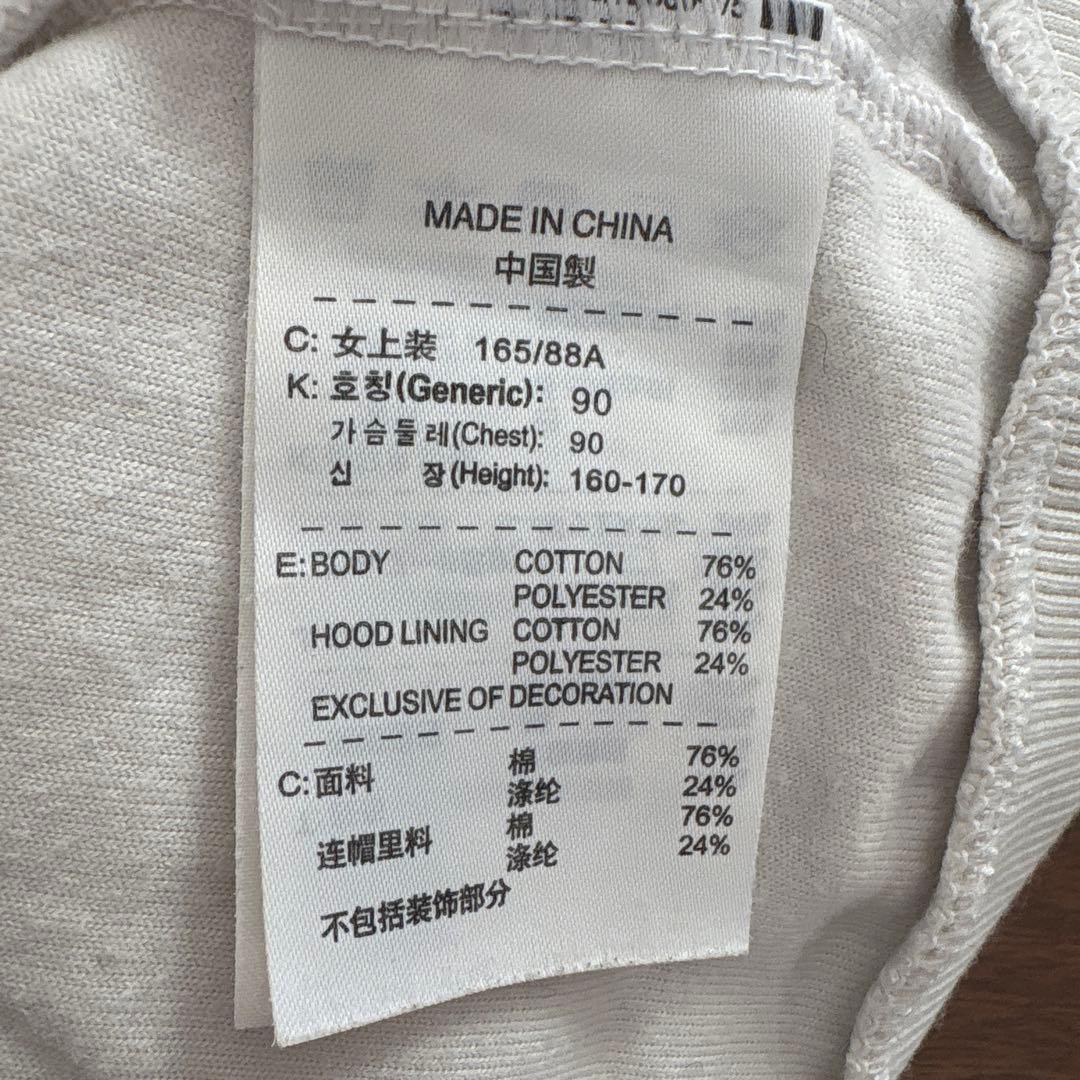 MADE IN CHINA
中国製
C: 女上装 165/88A
K: 호칭(Generic): 90
가슴둘레(Chest): 90
신 장(Height): 160-170
E: BODY COTTON 76%
POLYESTER 24%
HOOD LINING COTTON 76%
POLYESTER 24%
EXCLUSIVE OF DECORATION
C: 面料 棉 76%
涤纶 24%
连帽里料 棉 76%
涤纶 24%
不包括装饰部分